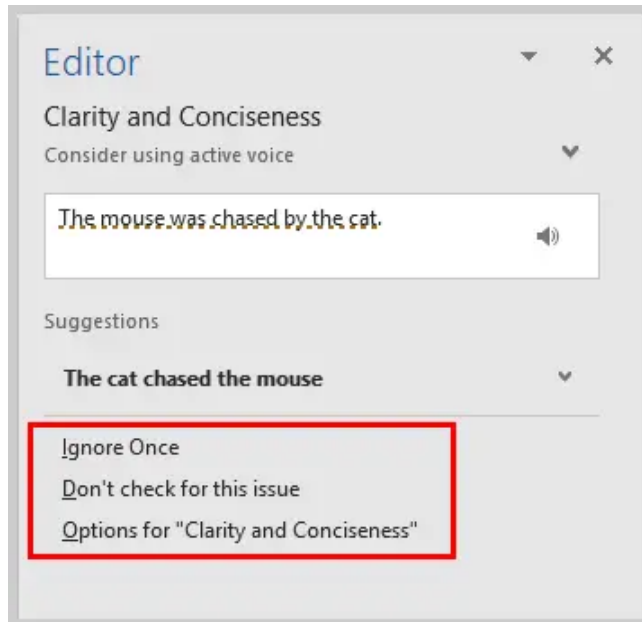 Editor
Clarity and Conciseness
Consider using active voice
The mouse was chased by the cat.
Suggestions
The cat chased the mouse
Ignore Once
Don't check for this issue
Options for "Clarity and Conciseness"